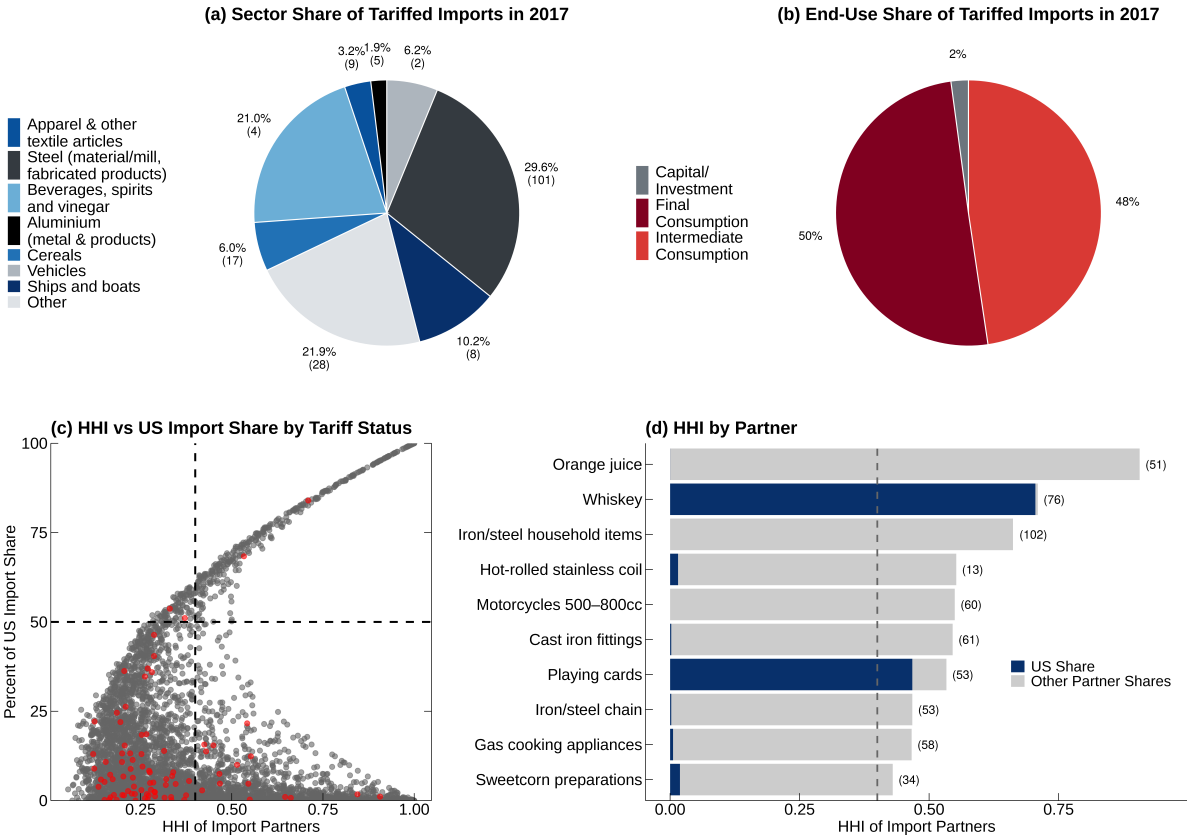 (a) Sector Share of Tariffed Imports in 2017
3.2%
(9)
1.9%
(5)
6.2%
(2)
21.0%
(4)
29.6%
(101)
6.0%
(17)
10.2%
(8)
21.9%
(28)
Apparel & other
textile articles
Steel (material/mill,
fabricated products)
Beverages, spirits
and vinegar
Aluminium
(metal & products)
Cereals
Vehicles
Ships and boats
Other
(b) End-Use Share of Tariffed Imports in 2017
2%
48%
50%
Capital/
Investment
Final
Consumption
Intermediate
Consumption
(c) HHI vs US Import Share by Tariff Status
Percent of US Import Share
100
75
50
25
0
0.25
0.50
0.75
1.00
HHI of Import Partners
(d) HHI by Partner
Orange juice
(51)
Whiskey
(76)
Iron/steel household items
(102)
Hot-rolled stainless coil
(13)
Motorcycles 500–800cc
(60)
Cast iron fittings
(61)
Playing cards
(53)
Iron/steel chain
(53)
Gas cooking appliances
(58)
Sweetcorn preparations
(34)
US Share
Other Partner Shares
0.00
0.25
0.50
0.75
HHI of Import Partners